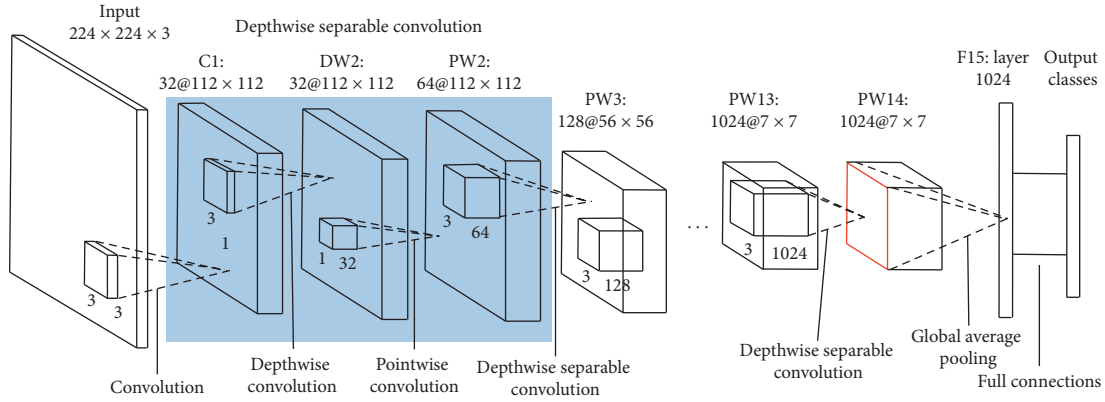 Input
224 × 224 × 3
Depthwise separable convolution
C1:
32@112 × 112
DW2:
32@112 × 112
PW2:
64@112 × 112
PW3:
128@56 × 56
PW13:
1024@7 × 7
PW14:
1024@7 × 7
F15: layer
1024
Output
classes
3
3
3
1
1
32
3
64
3
128
...
3
1024
Convolution
Depthwise
convolution
Pointwise
convolution
Depthwise separable
convolution
Depthwise separable
convolution
Global average
pooling
Full connections